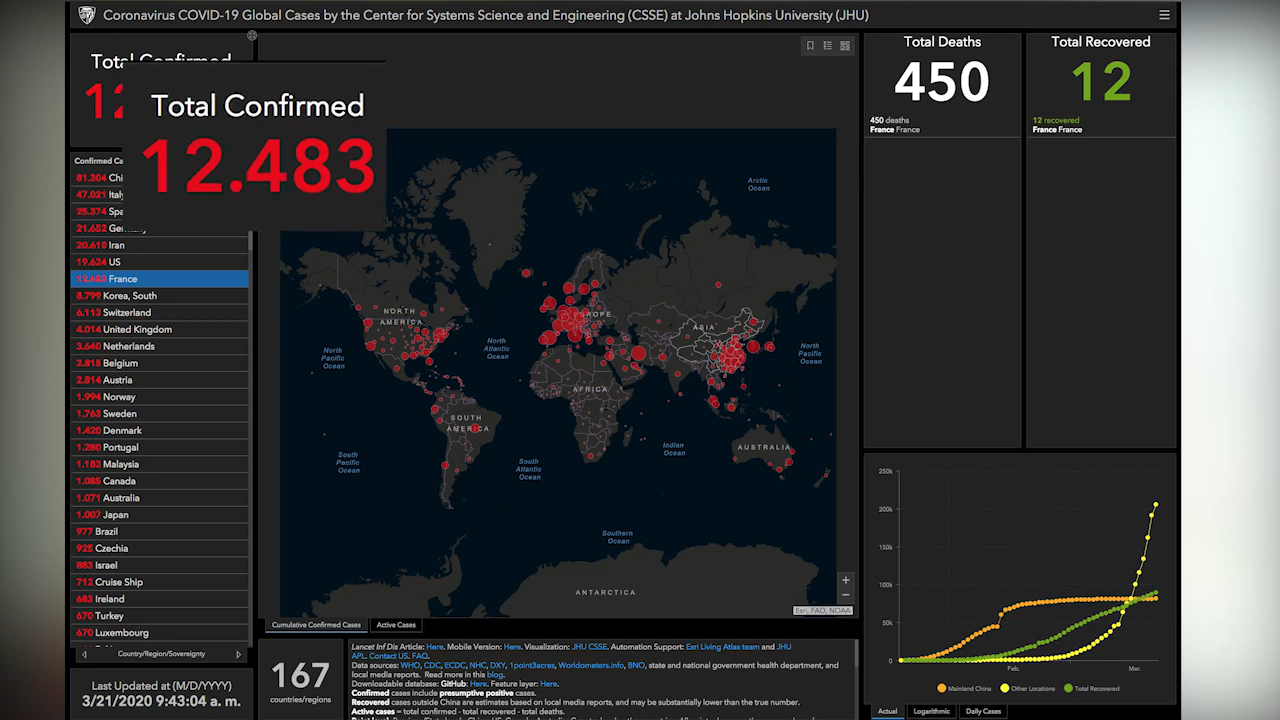 Coronavirus COVID-19 Global Cases by the Center for Systems Science and Engineering (CSSE) at Johns Hopkins University (JHU)
Total Confirmed
Total Confirmed
12.483
Confirmed
81.304
47.021
25.374
21.652 Germany
20.610 Iran
19.624 US
12.483 France
8.799 Korea, South
6.113 Switzerland
4.014 United Kingdom
3.640 Netherlands
2.815 Belgium
2.814 Austria
1.994 Norway
1.763 Sweden
1.420 Denmark
1.280 Portugal
1.183 Malaysia
1.085 Canada
1.071 Australia
1.007 Japan
977 Brazil
925 Czechia
883 Israel
712 Cruise Ship
683 Ireland
670 Turkey
670 Luxembourg
Country/Region/Sovereignty
Last Updated at (M/D/YYYY)
3/21/2020 9:43:04 a. m.
Arctic
Ocean
NORTH
AMERICA
EUROPE
ASIA
North
Pacific
Ocean
North
Atlantic
Ocean
North
Pacific
Ocean
AFRICA
SOUTH
AMERICA
Indian
Ocean
AUSTRALIA
South
Pacific
Ocean
South
Atlantic
Ocean
Southern
Ocean
ANTARCTICA
+
−
Esri, FAO, NOAA
Cumulative Confirmed Cases
Active Cases
167
countries/regions
Lancet Inf Dis Article: Here. Mobile Version: Here. Visualization: JHU CSSE. Automation Support: Esri Living Atlas team and JHU
APL. Contact US. FAQ.
Data sources: WHO, CDC, ECDC, NHC, DXY, 1point3acres, Worldometers.info, BNO, state and national government health department, and
local media reports. Read more in this blog.
Downloadable database: GitHub: Here. Feature layer: Here.
Confirmed cases include presumptive positive cases.
Recovered cases outside China are estimates based on local media reports, and may be substantially lower than the true number.
Active cases = total confirmed - total recovered - total deaths.
Total Deaths
450
450 deaths
France France
Total Recovered
12
12 recovered
France France
250k
200k
150k
100k
50k
0
Feb.
Mar.
Mainland China
Other Locations
Total Recovered
Actual
Logarithmic
Daily Cases